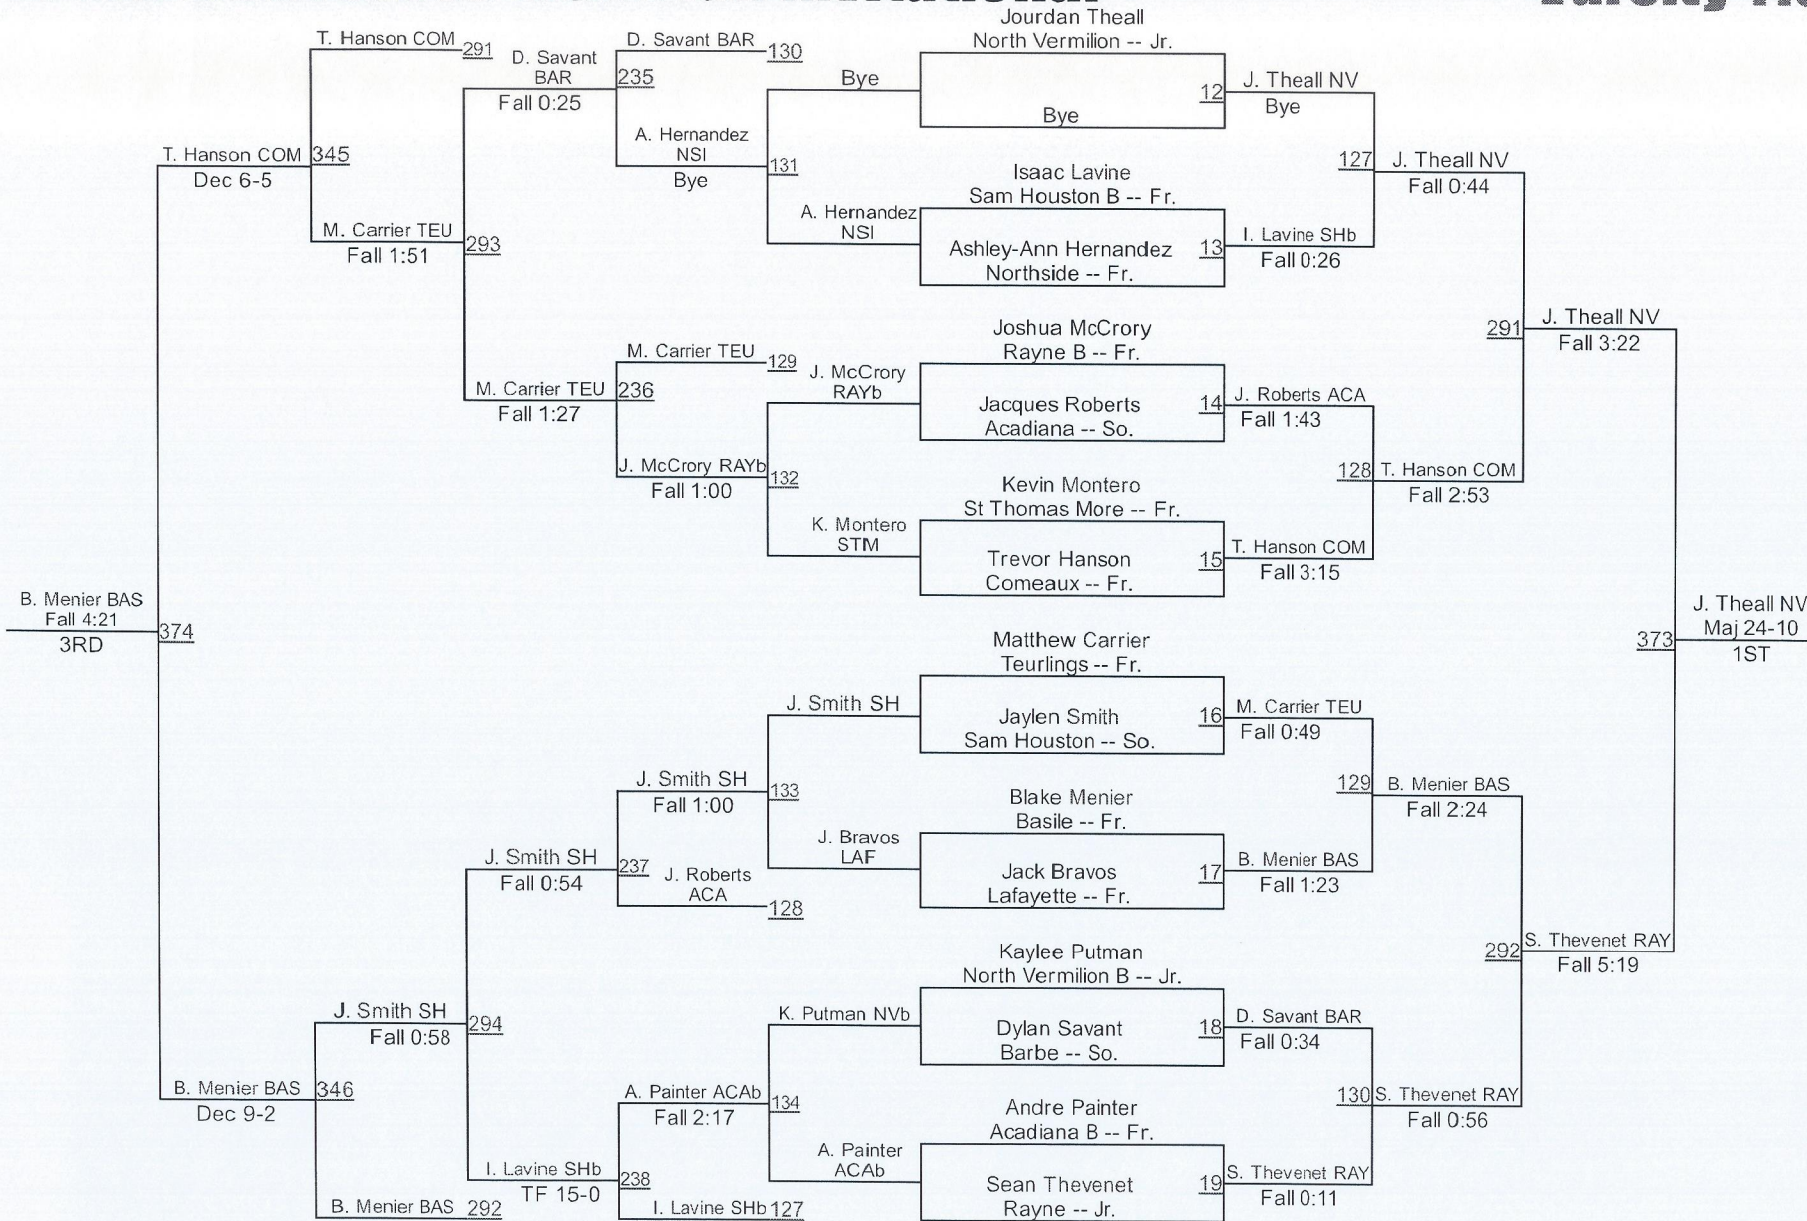 Jourdan Theall
North Vermilion -- Jr.
T. Hanson COM 291
D. Savant BAR 130
D. Savant
BAR
235
Fall 0:25
Bye
12
J. Theall NV
Bye
Bye
A. Hernandez
NSI
131
Bye
T. Hanson COM 345
Dec 6-5
127
J. Theall NV
Fall 0:44
Isaac Lavine
Sam Houston B -- Fr.
A. Hernandez
NSI
M. Carrier TEU 293
Fall 1:51
Ashley-Ann Hernandez
Northside -- Fr.
13
I. Lavine SHb
Fall 0:26
291
J. Theall NV
Fall 3:22
Joshua McCrory
Rayne B -- Fr.
M. Carrier TEU 129
J. McCrory
RAYb
M. Carrier TEU 236
Fall 1:27
Jacques Roberts
Acadiana -- So.
14
J. Roberts ACA
Fall 1:43
J. McCrory RAYb 132
Fall 1:00
128
T. Hanson COM
Fall 2:53
Kevin Montero
St Thomas More -- Fr.
K. Montero
STM
Trevor Hanson
Comeaux -- Fr.
15
T. Hanson COM
Fall 3:15
B. Menier BAS
Fall 4:21
3RD
374
373
J. Theall NV
Maj 24-10
1ST
Matthew Carrier
Teurlings -- Fr.
J. Smith SH
Jaylen Smith
Sam Houston -- So.
16
M. Carrier TEU
Fall 0:49
J. Smith SH 133
Fall 1:00
129
B. Menier BAS
Fall 2:24
Blake Menier
Basile -- Fr.
J. Bravos
LAF
J. Smith SH 237
Fall 0:54
J. Roberts
ACA
128
Jack Bravos
Lafayette -- Fr.
17
B. Menier BAS
Fall 1:23
292
S. Thevenet RAY
Fall 5:19
Kaylee Putman
North Vermilion B -- Jr.
J. Smith SH 294
Fall 0:58
K. Putman NVb
Dylan Savant
Barbe -- So.
18
D. Savant BAR
Fall 0:34
B. Menier BAS 346
Dec 9-2
A. Painter ACAb 134
Fall 2:17
130
S. Thevenet RAY
Fall 0:56
Andre Painter
Acadiana B -- Fr.
A. Painter
ACAb
I. Lavine SHb 238
TF 15-0
Sean Thevenet
Rayne -- Jr.
19
S. Thevenet RAY
Fall 0:11
B. Menier BAS 292
I. Lavine SHb 127